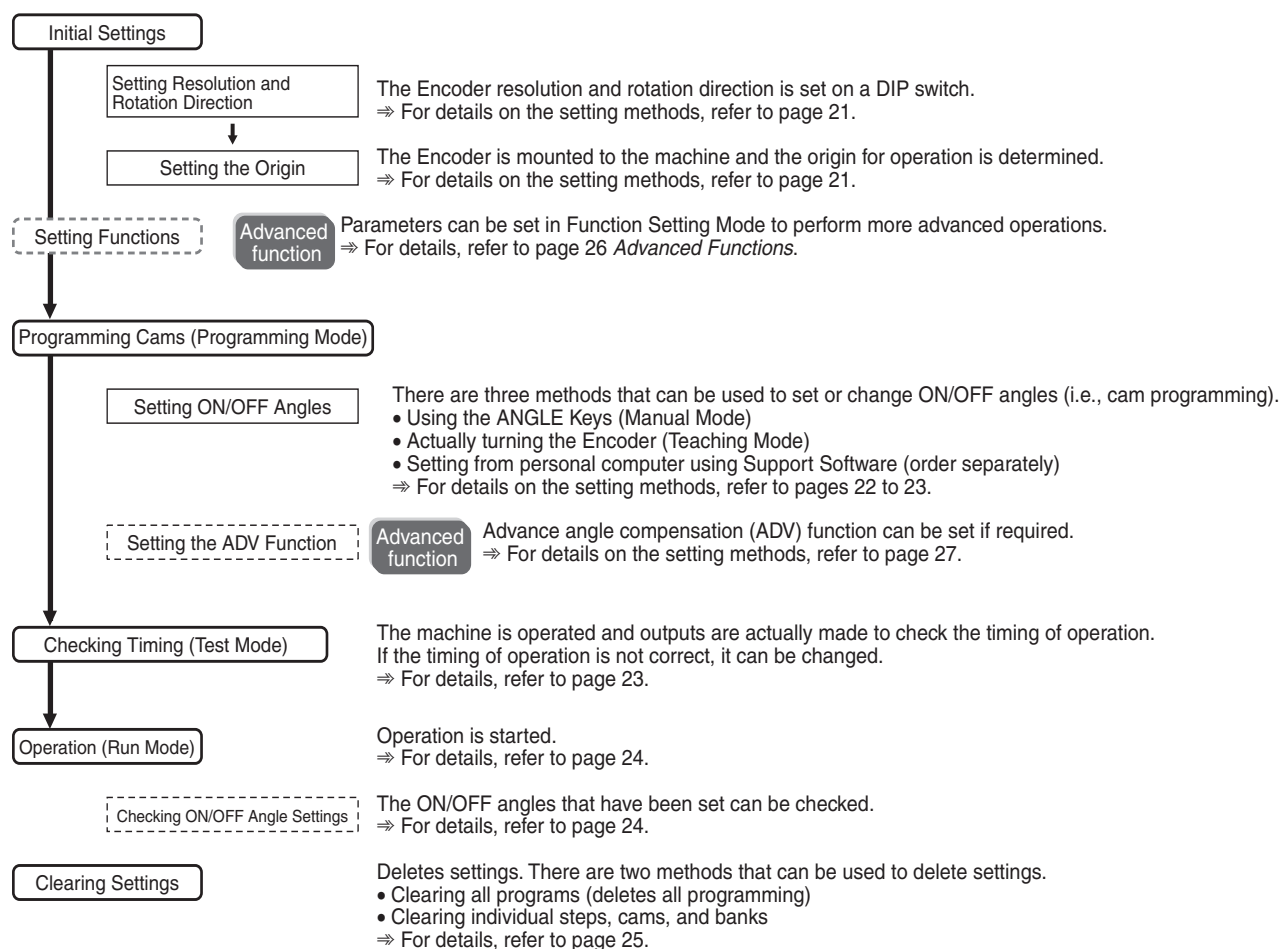 Initial Settings
Setting Resolution and
Rotation Direction
The Encoder resolution and rotation direction is set on a DIP switch.
⇒ For details on the setting methods, refer to page 21.
Setting the Origin
The Encoder is mounted to the machine and the origin for operation is determined.
⇒ For details on the setting methods, refer to page 21.
Setting Functions
Advanced
function
Parameters can be set in Function Setting Mode to perform more advanced operations.
⇒ For details, refer to page 26 Advanced Functions.
Programming Cams (Programming Mode)
Setting ON/OFF Angles
There are three methods that can be used to set or change ON/OFF angles (i.e., cam programming).
• Using the ANGLE Keys (Manual Mode)
• Actually turning the Encoder (Teaching Mode)
• Setting from personal computer using Support Software (order separately)
⇒ For details on the setting methods, refer to pages 22 to 23.
Setting the ADV Function
Advanced
function
Advance angle compensation (ADV) function can be set if required.
⇒ For details on the setting methods, refer to page 27.
Checking Timing (Test Mode)
The machine is operated and outputs are actually made to check the timing of operation.
If the timing of operation is not correct, it can be changed.
⇒ For details, refer to page 23.
Operation (Run Mode)
Operation is started.
⇒ For details, refer to page 24.
Checking ON/OFF Angle Settings
The ON/OFF angles that have been set can be checked.
⇒ For details, refer to page 24.
Clearing Settings
Deletes settings. There are two methods that can be used to delete settings.
• Clearing all programs (deletes all programming)
• Clearing individual steps, cams, and banks
⇒ For details, refer to page 25.